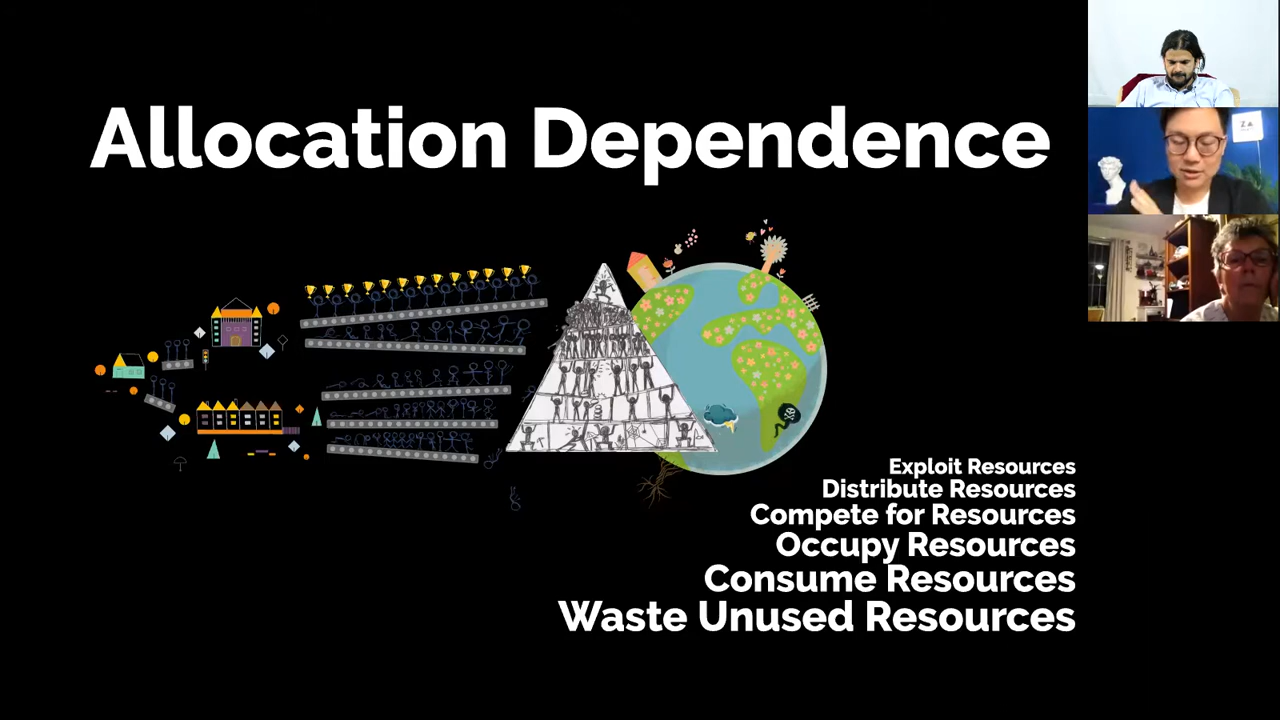 Allocation Dependence
Exploit Resources
Distribute Resources
Compete for Resources
Occupy Resources
Consume Resources
Waste Unused Resources